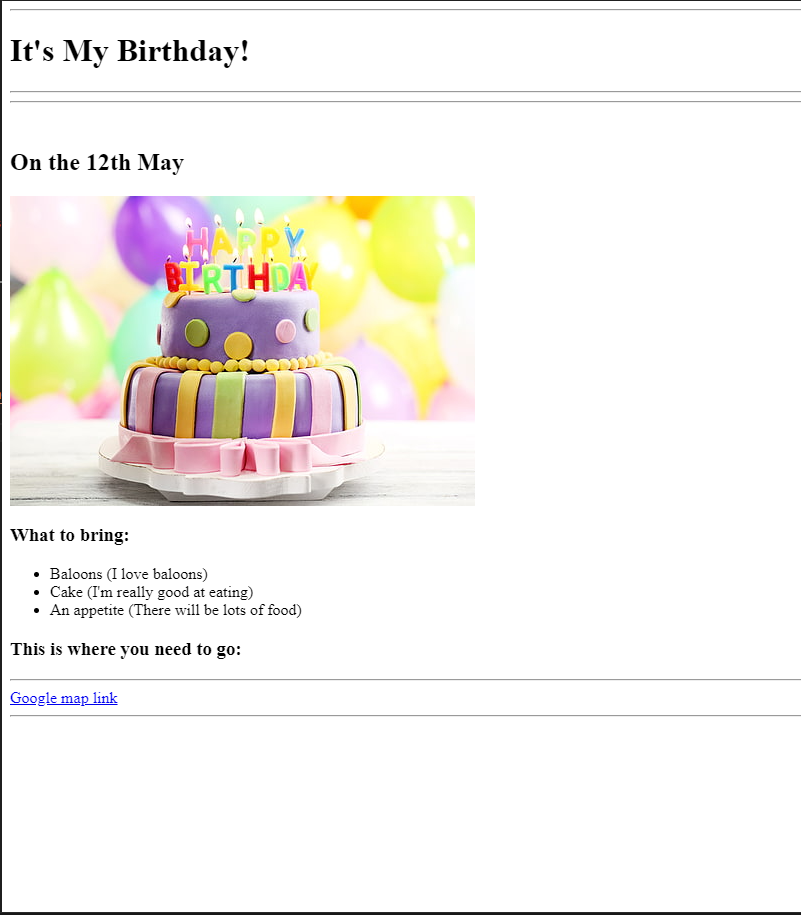 It's My Birthday!
On the 12th May
HAPPY
BIRTHDAY
What to bring:
Baloons (I love baloons)
Cake (I'm really good at eating)
An appetite (There will be lots of food)
This is where you need to go:
Google map link